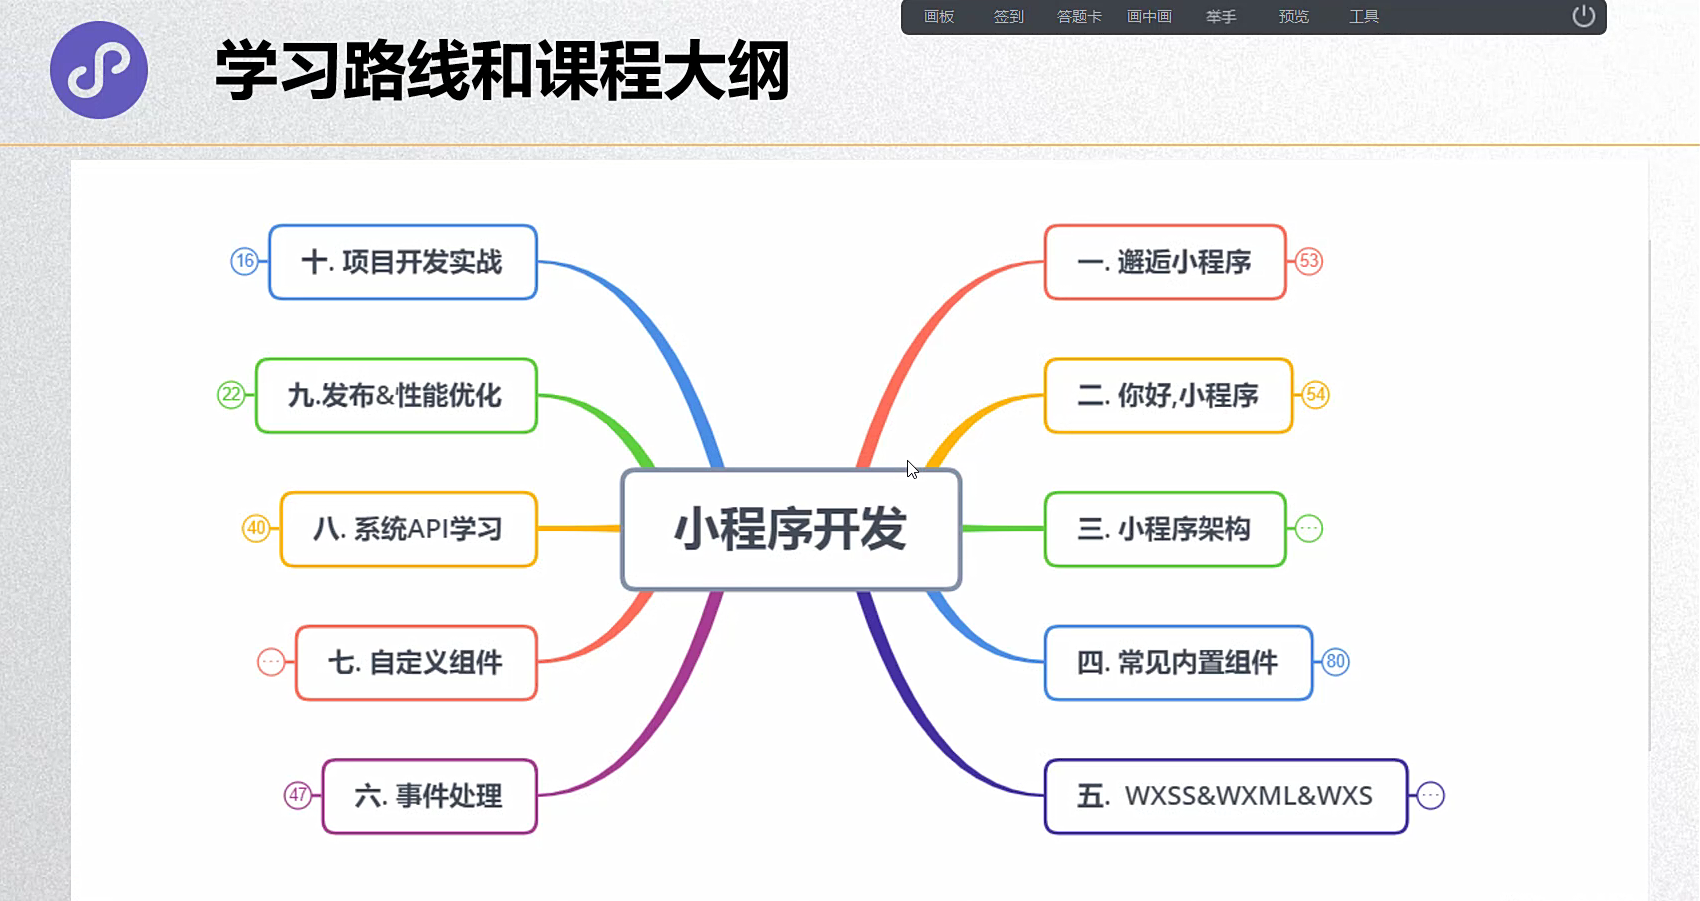 画板 签到 答题卡 画中画 举手 预览 工具
学习路线和课程大纲
小程序开发
一. 邂逅小程序 53
二. 你好,小程序 54
三. 小程序架构 ...
四. 常见内置组件 80
五. WXSS&WXML&WXS ...
六. 事件处理 47
七. 自定义组件 ...
八. 系统API学习 40
九.发布&性能优化 22
十. 项目开发实战 16